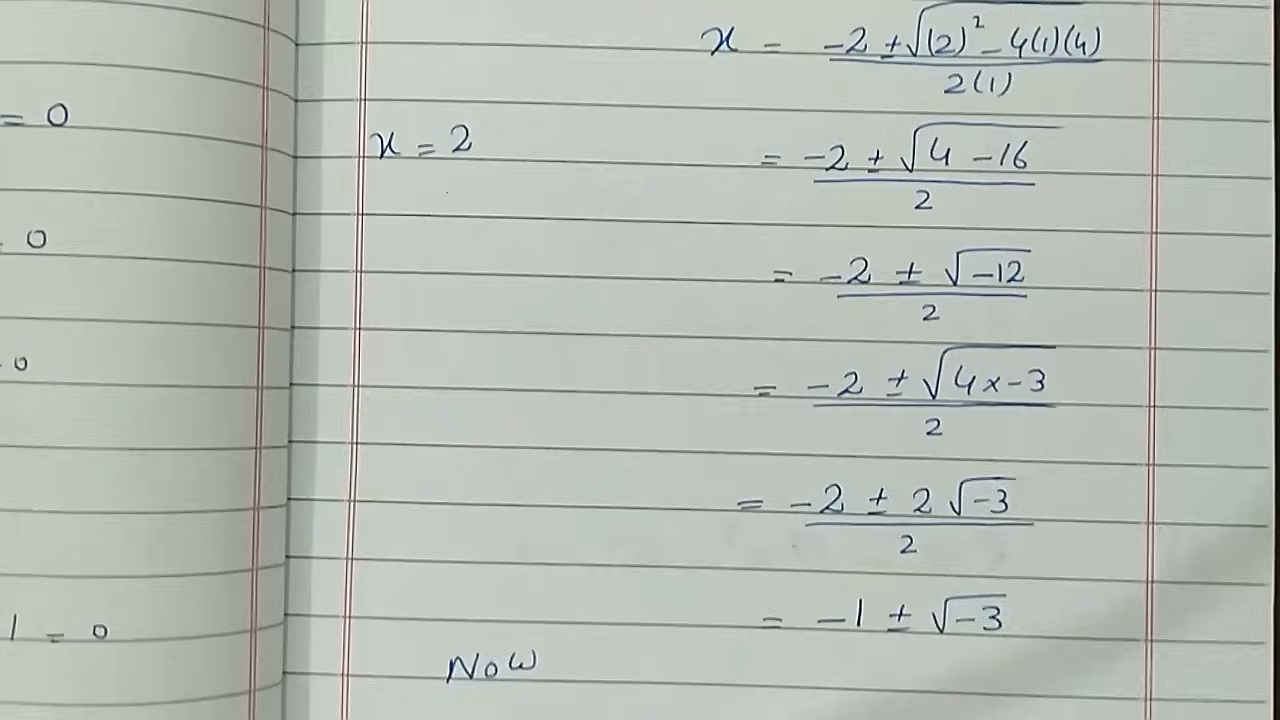 = 0
= 0
0
1 = 0
x = -2 ± √(2)² - 4(1)(4) / 2(1)
x = 2
= -2 ± √4 - 16 / 2
= -2 ± √-12 / 2
= -2 ± √4x-3 / 2
= -2 ± 2 √-3 / 2
= -1 ± √-3
Now